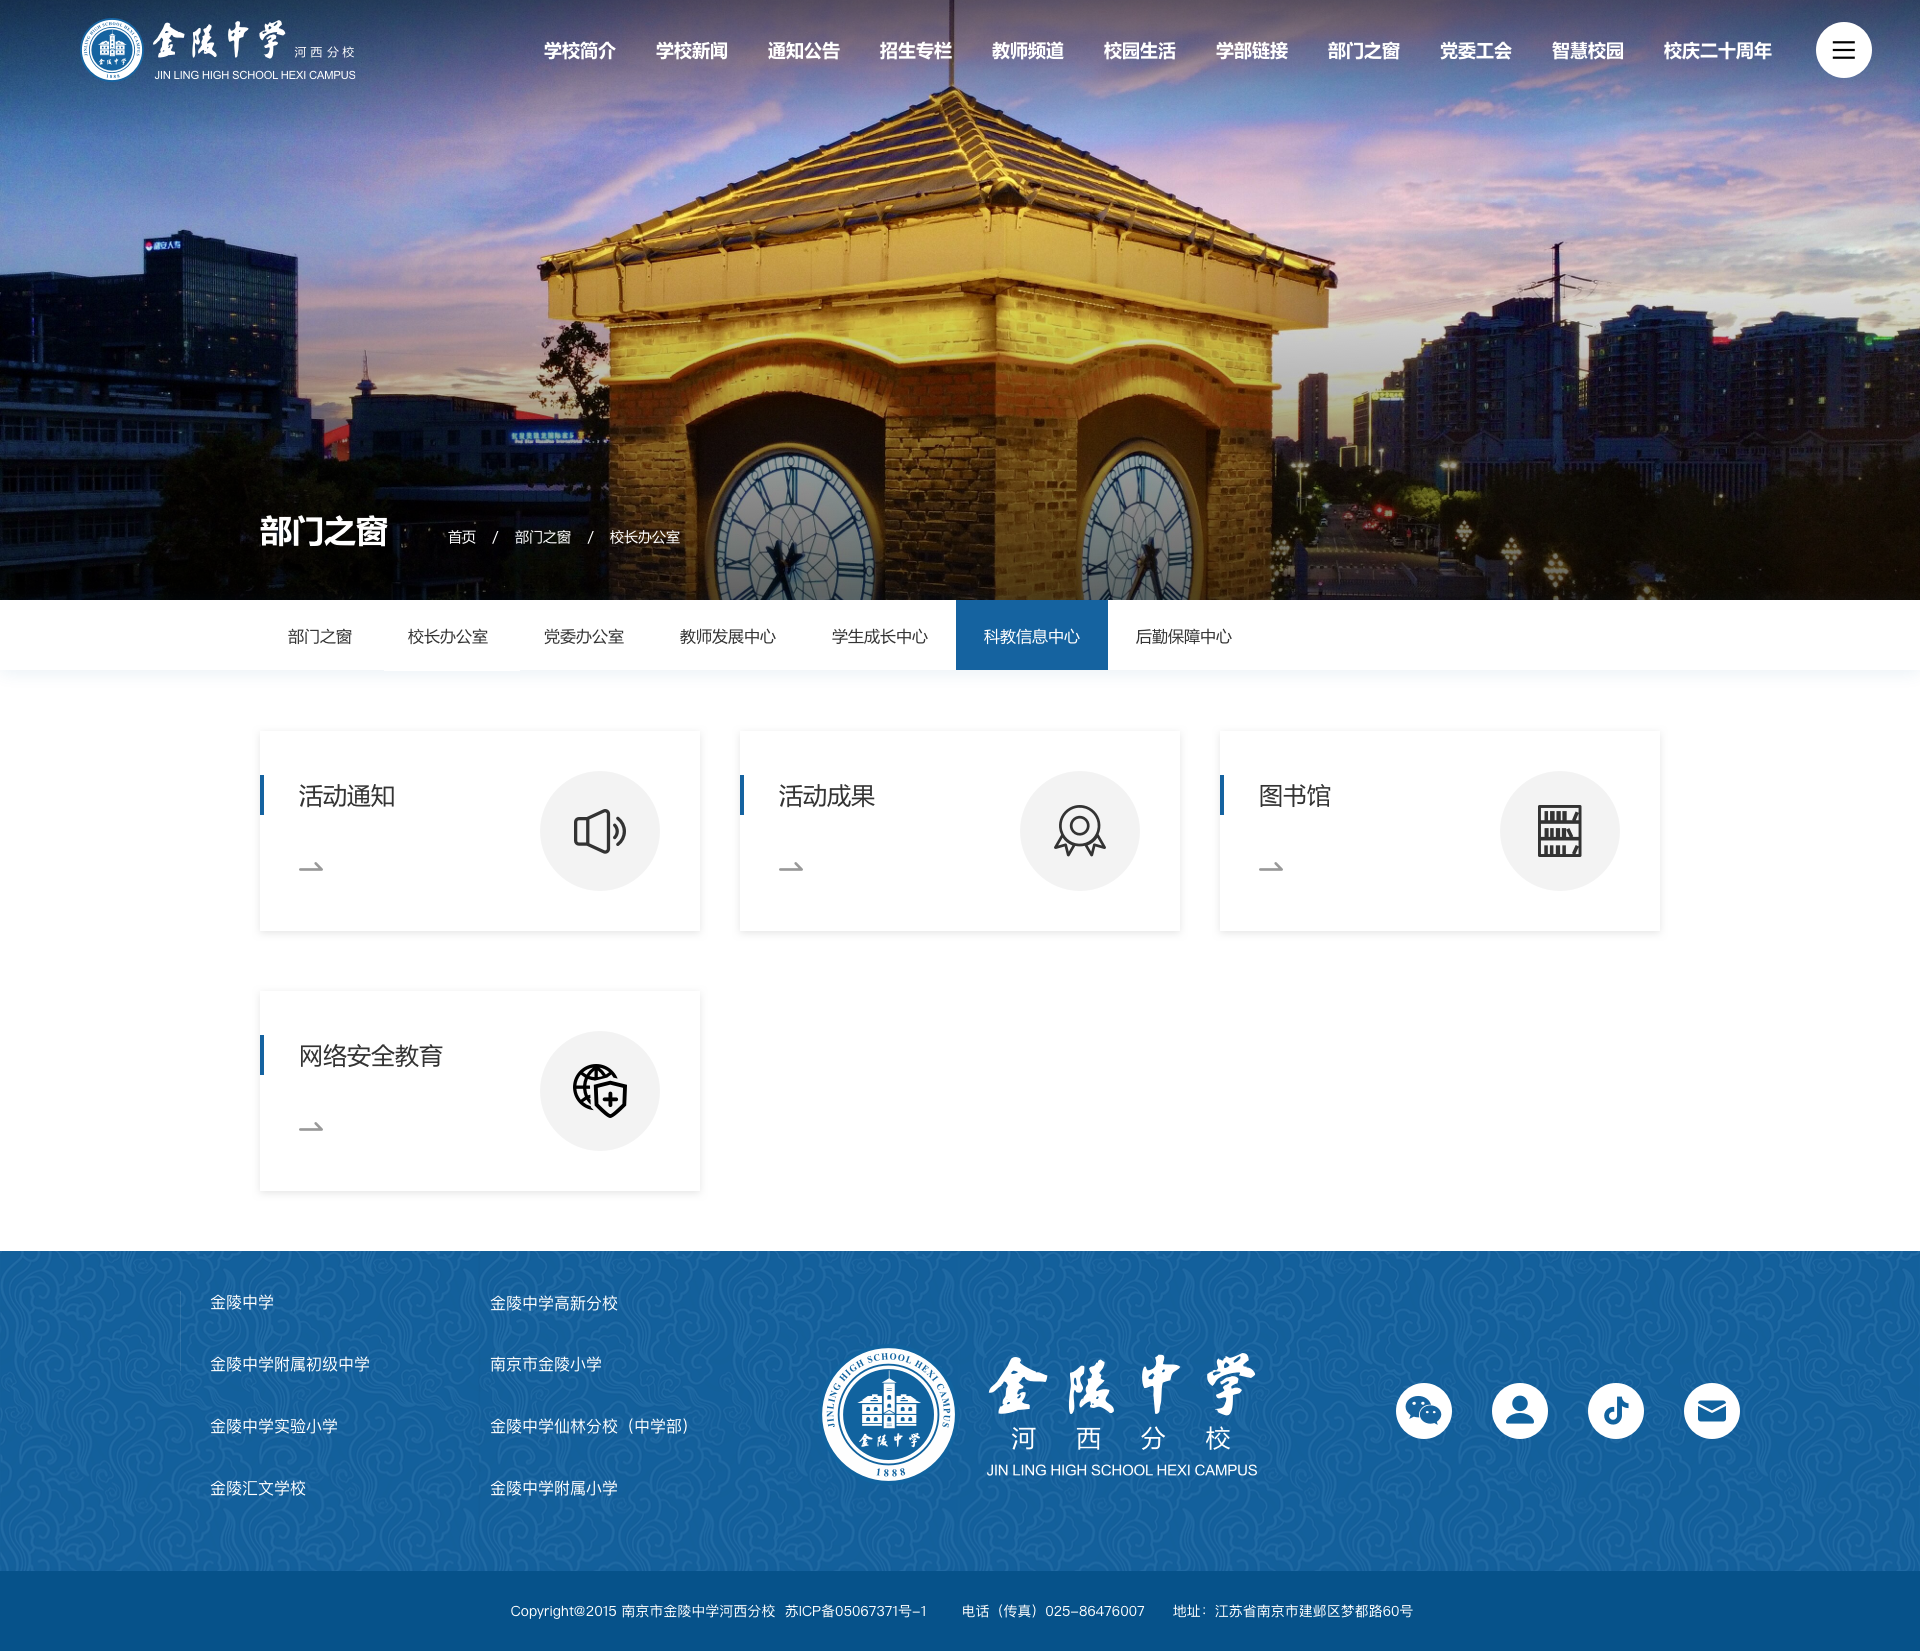 金陵中学 河西分校
JIN LING HIGH SCHOOL HEXI CAMPUS
学校简介 学校新闻 通知公告 招生专栏 教师频道 校园生活 学部链接 部门之窗 党委工会 智慧校园 校庆二十周年
部门之窗
首页 / 部门之窗 / 校长办公室
部门之窗 校长办公室 党委办公室 教师发展中心 学生成长中心 科教信息中心 后勤保障中心
活动通知
活动成果
图书馆
网络安全教育
金陵中学
金陵中学高新分校
金陵中学附属初级中学
南京市金陵小学
金陵中学实验小学
金陵中学仙林分校（中学部）
金陵汇文学校
金陵中学附属小学
JINLING HIGH SCHOOL HEXI CAMPUS
金陵中学
1888
金陵中学
河西分校
JIN LING HIGH SCHOOL HEXI CAMPUS
Copyright@2015 南京市金陵中学河西分校 苏ICP备05067371号-1 电话（传真）025-86476007 地址：江苏省南京市建邺区梦都路60号